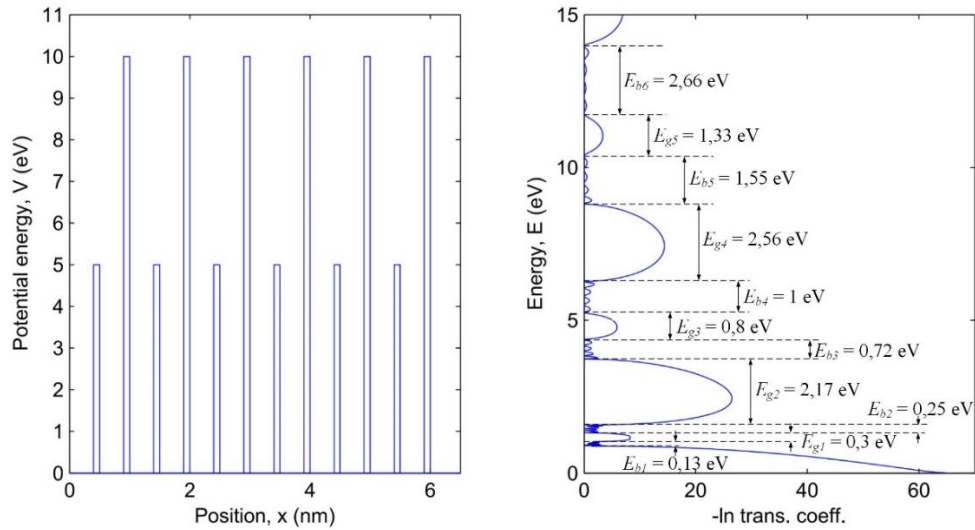 11
10
9
8
7
6
5
4
3
2
1
0
0
2
4
6
Potential energy, V (eV)
Position, x (nm)
15
10
5
0
0
20
40
60
Energy, E (eV)
-ln trans. coeff.
E_b6 = 2,66 eV
E_g5 = 1,33 eV
E_b5 = 1,55 eV
E_g4 = 2,56 eV
E_b4 = 1 eV
E_g3 = 0,8 eV
E_b3 = 0,72 eV
E_g2 = 2,17 eV
E_b2 = 0,25 eV
E_g1 = 0,3 eV
E_b1 = 0,13 eV